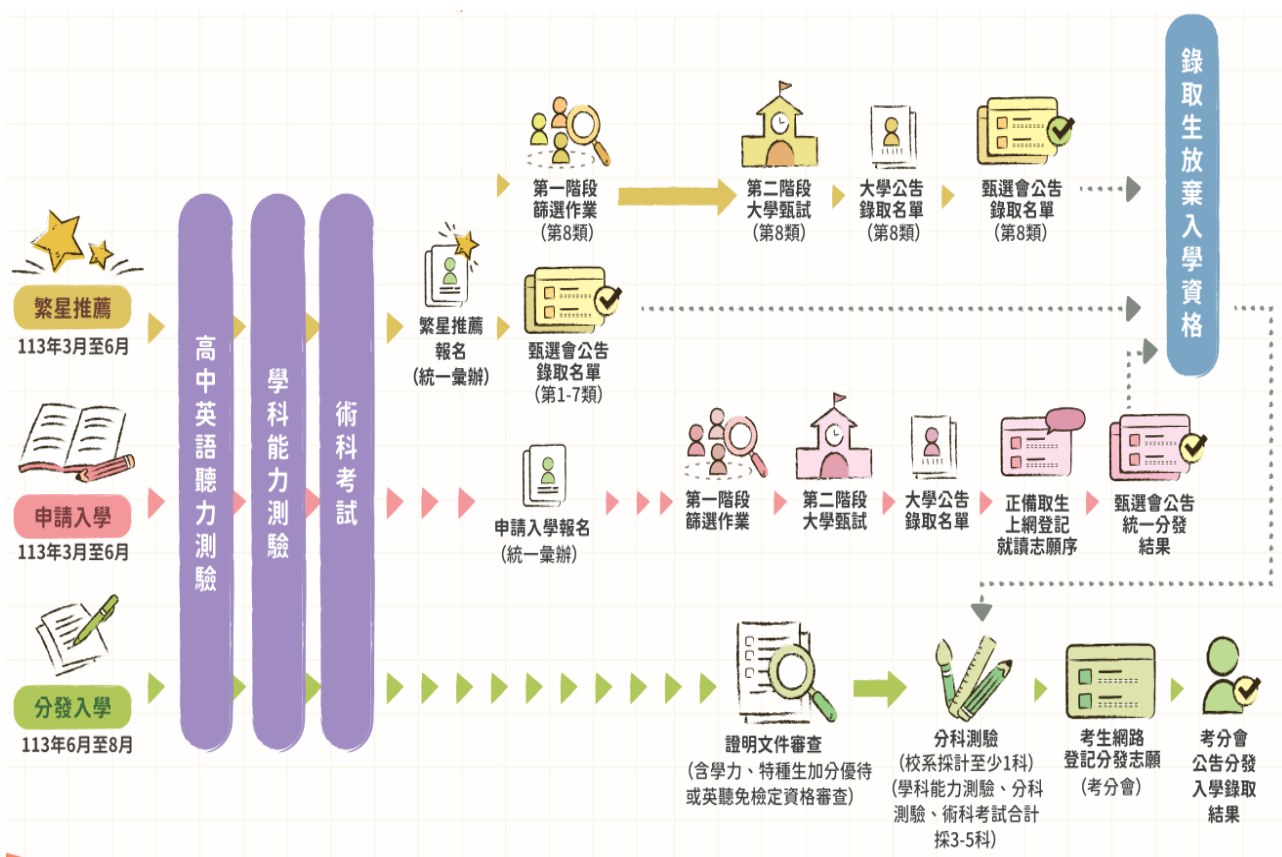 繁星推薦
113年3月至6月
申請入學
113年3月至6月
分發入學
113年6月至8月
高中英語聽力測驗
學科能力測驗
術科考試
繁星推薦
報名
(統一彙辦)
第一階段
篩選作業
(第8類)
第二階段
大學甄試
(第8類)
大學公告
錄取名單
(第8類)
甄選會公告
錄取名單
(第8類)
甄選會公告
錄取名單
(第1-7類)
錄取生放棄入學資格
申請入學報名
(統一彙辦)
第一階段
篩選作業
第二階段
大學甄試
大學公告
錄取名單
正備取生
上網登記
就讀志願序
甄選會公告
統一分發
結果
證明文件審查
(含學力、特種生加分優待
或英聽免檢定資格審查)
分科測驗
(校系採計至少1科)
(學科能力測驗、分科
測驗、術科考試合計
採3-5科)
考生網路
登記分發志願
(考分會)
考分會
公告分發
入學錄取
結果